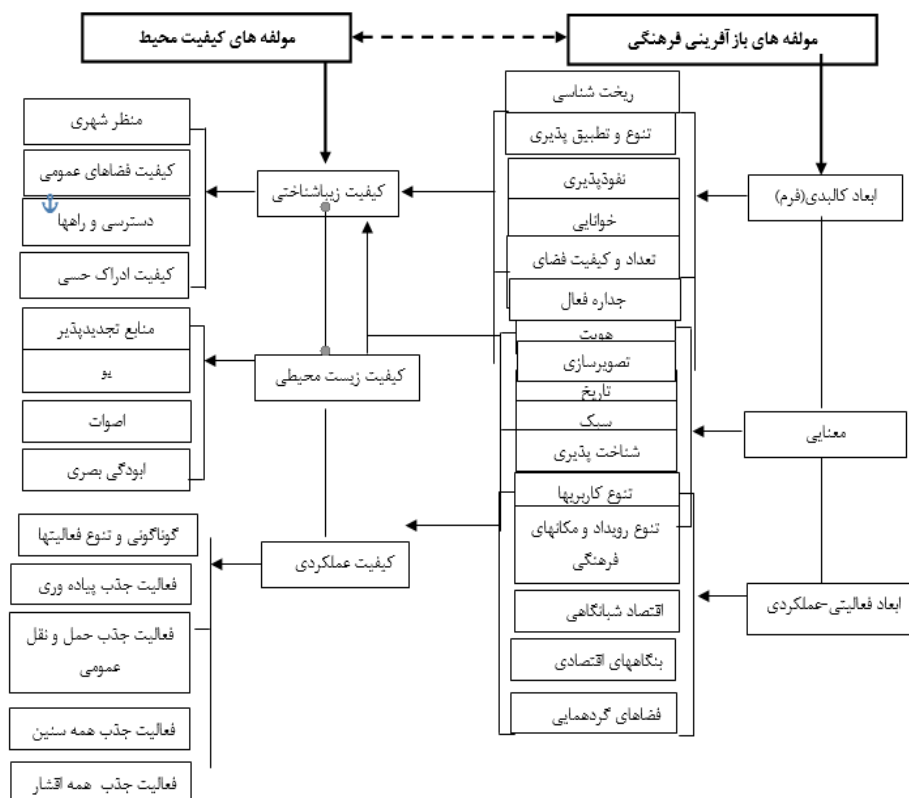 مولفه های باز آفرینی فرهنگی
مولفه های کیفیت محیط
ابعاد کالبدی(فرم)
معنایی
ابعاد فعالیتی-عملکردی
ریخت شناسی
تنوع و تطبیق پذیری
نفوذپذیری
خوانایی
تعداد و کیفیت فضای
جداره فعال
هویت
تصویرسازی
تاریخ
سبک
شناخت پذیری
تنوع کاربریها
تنوع رویداد و مکانهای
فرهنگی
اقتصاد شبانگاهی
بنگاههای اقتصادی
فضاهای گردهمایی
کیفیت زیباشناختی
کیفیت زیست محیطی
کیفیت عملکردی
منظر شهری
کیفیت فضاهای عمومی
دسترسی و راهها
کیفیت ادراک حسی
منابع تجدیدپذیر
بو
اصوات
ابودگی بصری
گوناگونی و تنوع فعالیتها
فعالیت جذب پیاده وری
فعالیت جذب حمل و نقل
عمومی
فعالیت جذب همه سنین
فعالیت جذب همه اقشار